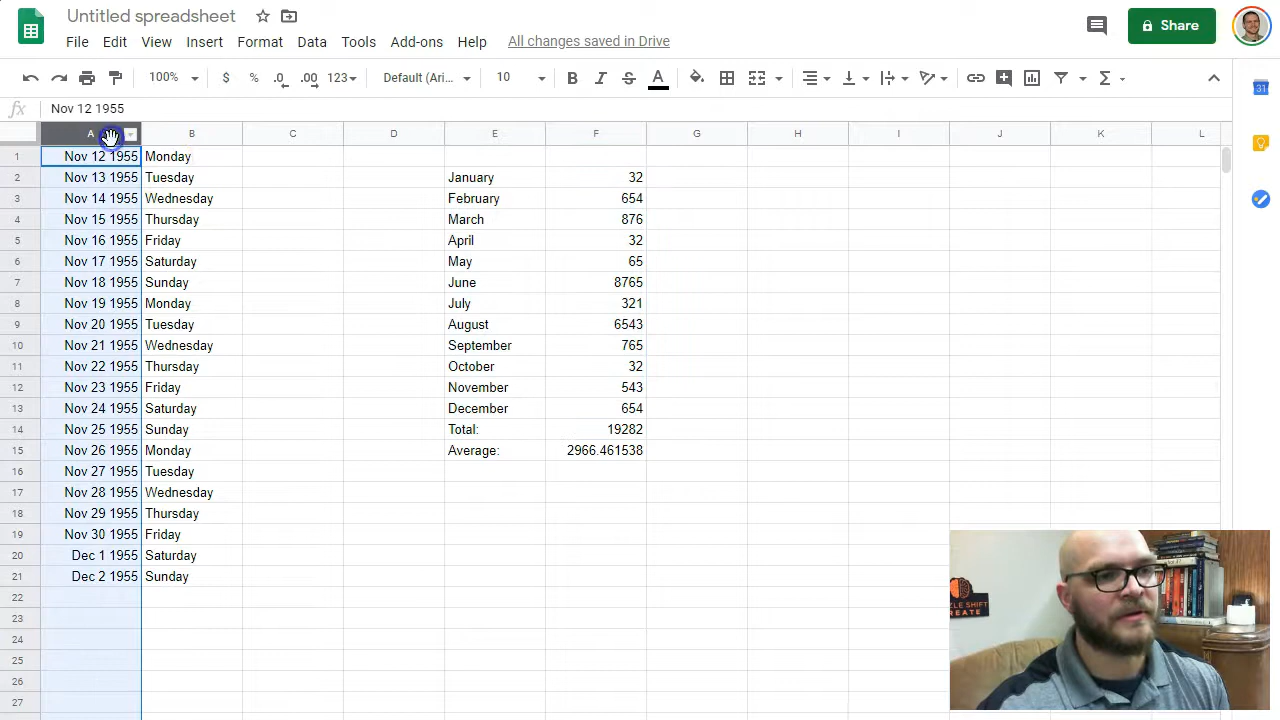 Untitled spreadsheet
File Edit View Insert Format Data Tools Add-ons Help All changes saved in Drive
Share
100% $ % .0 .00 123 Default (Ari... 10 B I S A
31
fx Nov 12 1955
A B C D E F G H I J K L
1 Nov 12 1955 Monday
2 Nov 13 1955 Tuesday January 32
3 Nov 14 1955 Wednesday February 654
4 Nov 15 1955 Thursday March 876
5 Nov 16 1955 Friday April 32
6 Nov 17 1955 Saturday May 65
7 Nov 18 1955 Sunday June 8765
8 Nov 19 1955 Monday July 321
9 Nov 20 1955 Tuesday August 6543
10 Nov 21 1955 Wednesday September 765
11 Nov 22 1955 Thursday October 32
12 Nov 23 1955 Friday November 543
13 Nov 24 1955 Saturday December 654
14 Nov 25 1955 Sunday Total: 19282
15 Nov 26 1955 Monday Average: 2966.461538
16 Nov 27 1955 Tuesday
17 Nov 28 1955 Wednesday
18 Nov 29 1955 Thursday
19 Nov 30 1955 Friday
20 Dec 1 1955 Saturday
21 Dec 2 1955 Sunday
22
23
24
25
26
27
SHIFT